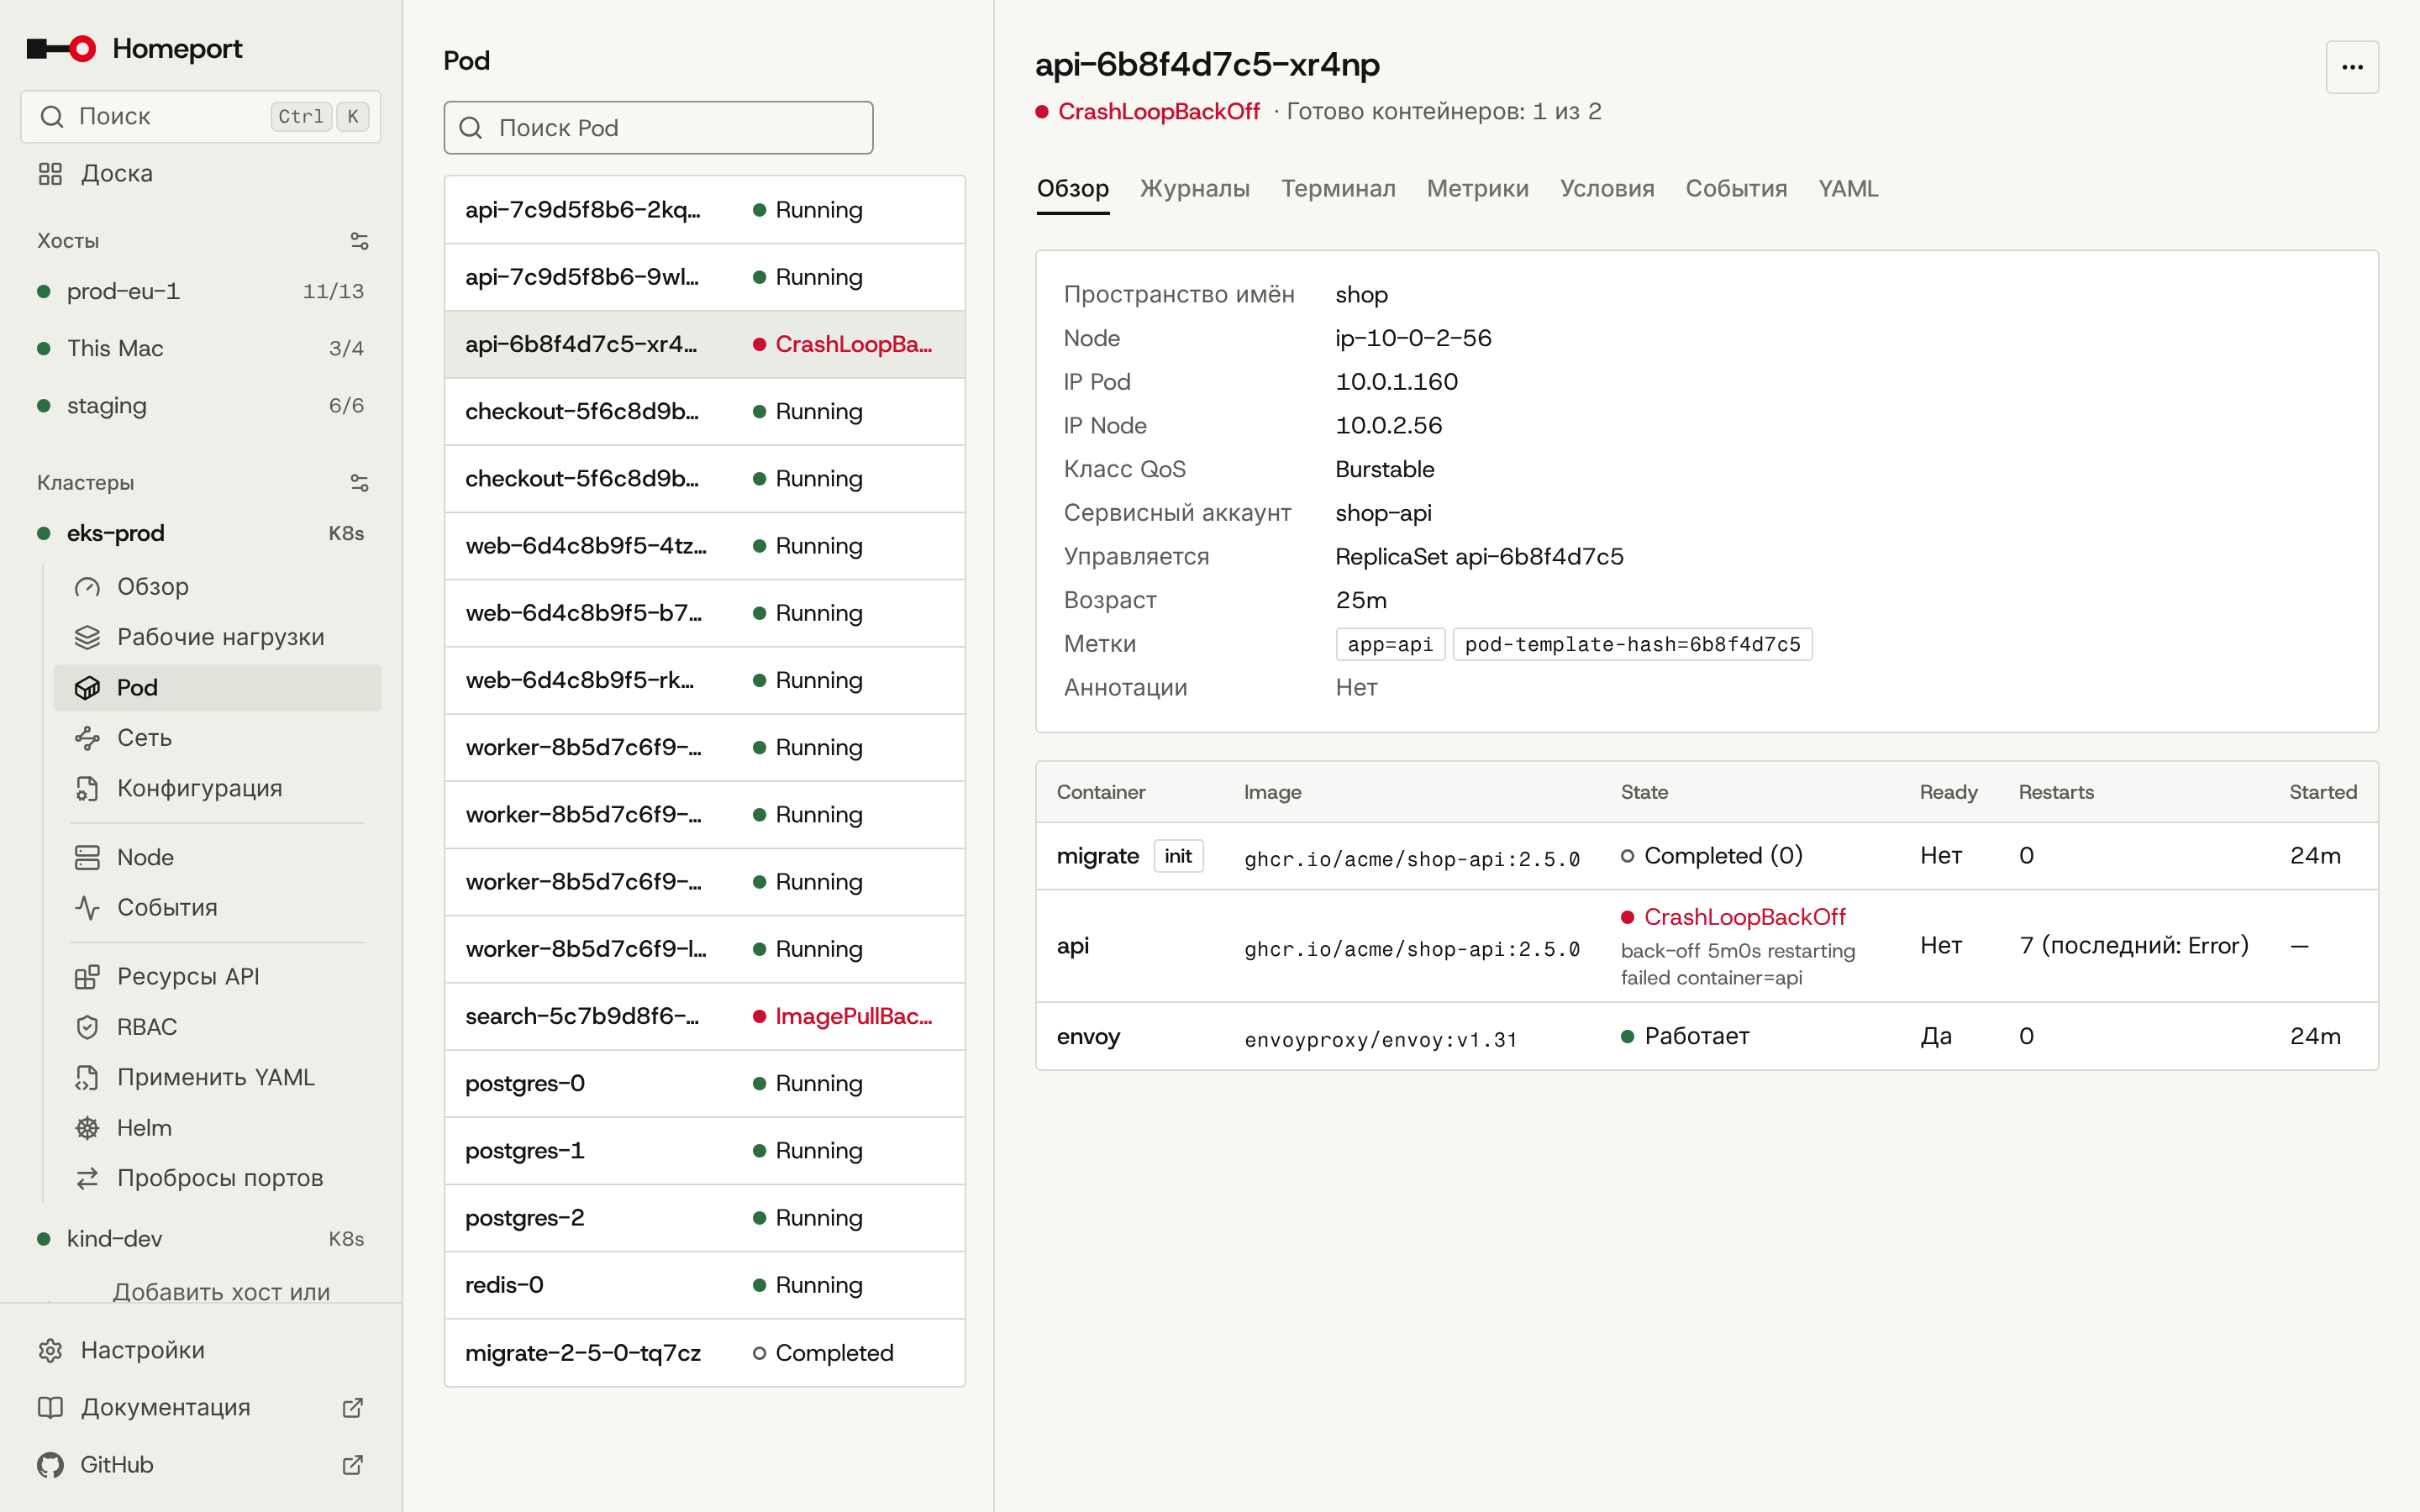 Homeport
Поиск Ctrl K
Доска
Хосты
prod-eu-1 11/13
This Mac 3/4
staging 6/6
Кластеры
eks-prod K8s
Обзор
Рабочие нагрузки
Pod
Сеть
Конфигурация
Node
События
Ресурсы API
RBAC
Применить YAML
Helm
Пробросы портов
kind-dev K8s
Добавить хост или
Настройки
Документация
GitHub
Pod
Поиск Pod
api-7c9d5f8b6-2kq... Running
api-7c9d5f8b6-9wl... Running
api-6b8f4d7c5-xr4... CrashLoopBa...
checkout-5f6c8d9b... Running
checkout-5f6c8d9b... Running
web-6d4c8b9f5-4tz... Running
web-6d4c8b9f5-b7... Running
web-6d4c8b9f5-rk... Running
worker-8b5d7c6f9-... Running
worker-8b5d7c6f9-... Running
worker-8b5d7c6f9-... Running
worker-8b5d7c6f9-l... Running
search-5c7b9d8f6-... ImagePullBac...
postgres-0 Running
postgres-1 Running
postgres-2 Running
redis-0 Running
migrate-2-5-0-tq7cz Completed
api-6b8f4d7c5-xr4np
CrashLoopBackOff · Готово контейнеров: 1 из 2
Обзор Журналы Терминал Метрики Условия События YAML
Пространство имён shop
Node ip-10-0-2-56
IP Pod 10.0.1.160
IP Node 10.0.2.56
Класс QoS Burstable
Сервисный аккаунт shop-api
Управляется ReplicaSet api-6b8f4d7c5
Возраст 25m
Метки app=api pod-template-hash=6b8f4d7c5
Аннотации Нет
Container Image State Ready Restarts Started
migrate init ghcr.io/acme/shop-api:2.5.0 Completed (0) Нет 0 24m
api ghcr.io/acme/shop-api:2.5.0 CrashLoopBackOff
back-off 5m0s restarting
failed container=api
Нет 7 (последний: Error) —
envoy envoyproxy/envoy:v1.31 Работает Да 0 24m